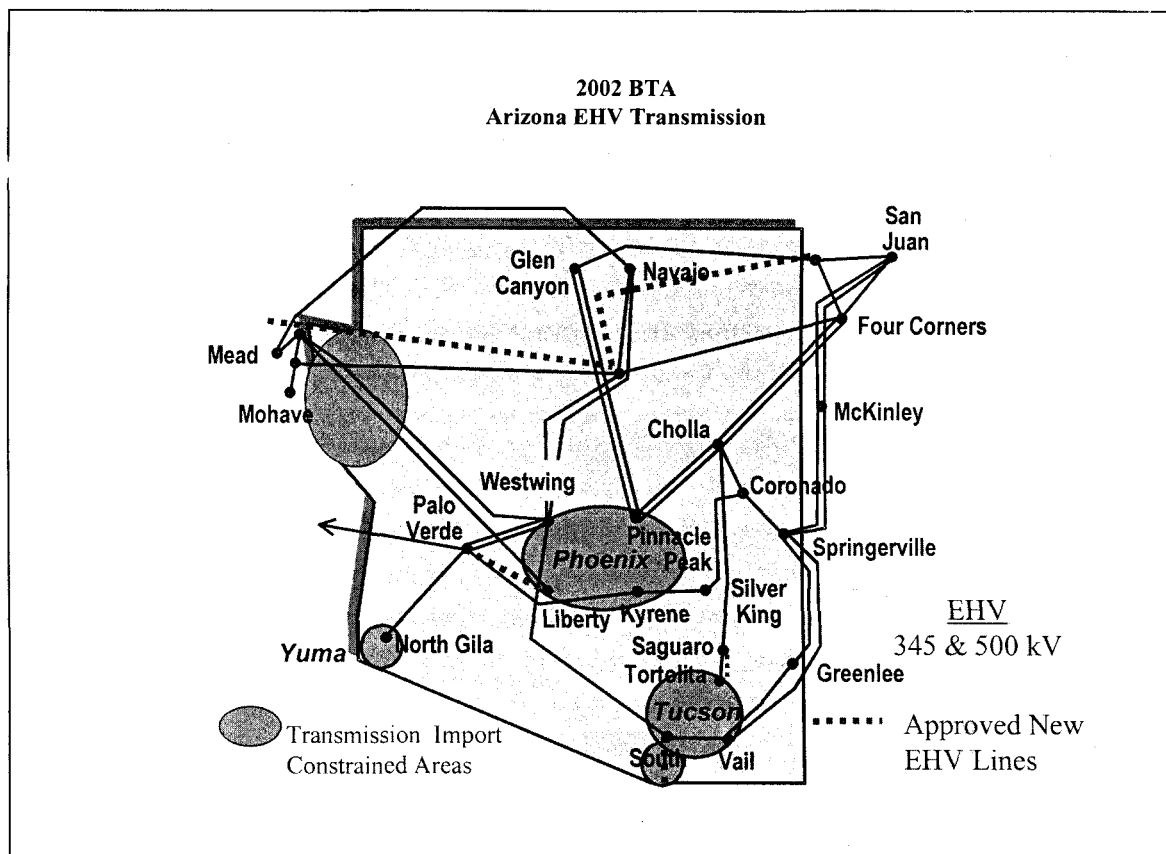 2002 BTA
Arizona EHV Transmission
San
Juan
Glen
Canyon
Navajo
Four Corners
Mead
Mohave
McKinley
Cholla
Westwing
Coronado
Palo
Verde
Pinnacle
Peak
Phoenix
Springerville
Silver
King
Liberty
Kyrene
EHV
345 & 500 kV
North Gila
Yuma
Saguaro
Tortolita
Greenlee
Tucson
South
Vail
Transmission Import
Constrained Areas
Approved New
EHV Lines